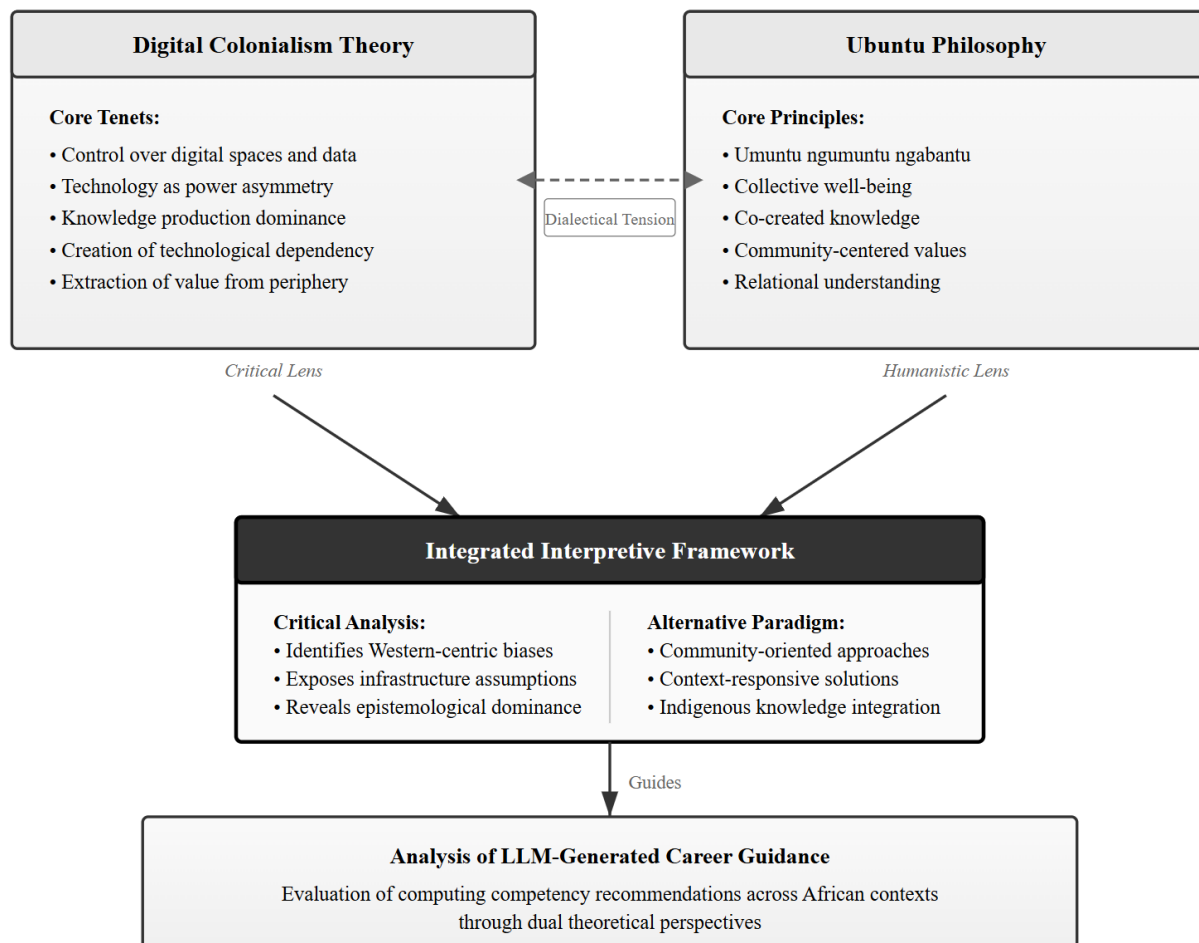 Digital Colonialism Theory
Core Tenets:
• Control over digital spaces and data
• Technology as power asymmetry
• Knowledge production dominance
• Creation of technological dependency
• Extraction of value from periphery
Critical Lens
Dialectical Tension
Ubuntu Philosophy
Core Principles:
• Umuntu ngumuntu ngabantu
• Collective well-being
• Co-created knowledge
• Community-centered values
• Relational understanding
Humanistic Lens
Integrated Interpretive Framework
Critical Analysis:
• Identifies Western-centric biases
• Exposes infrastructure assumptions
• Reveals epistemological dominance
Alternative Paradigm:
• Community-oriented approaches
• Context-responsive solutions
• Indigenous knowledge integration
Guides
Analysis of LLM-Generated Career Guidance
Evaluation of computing competency recommendations across African contexts
through dual theoretical perspectives